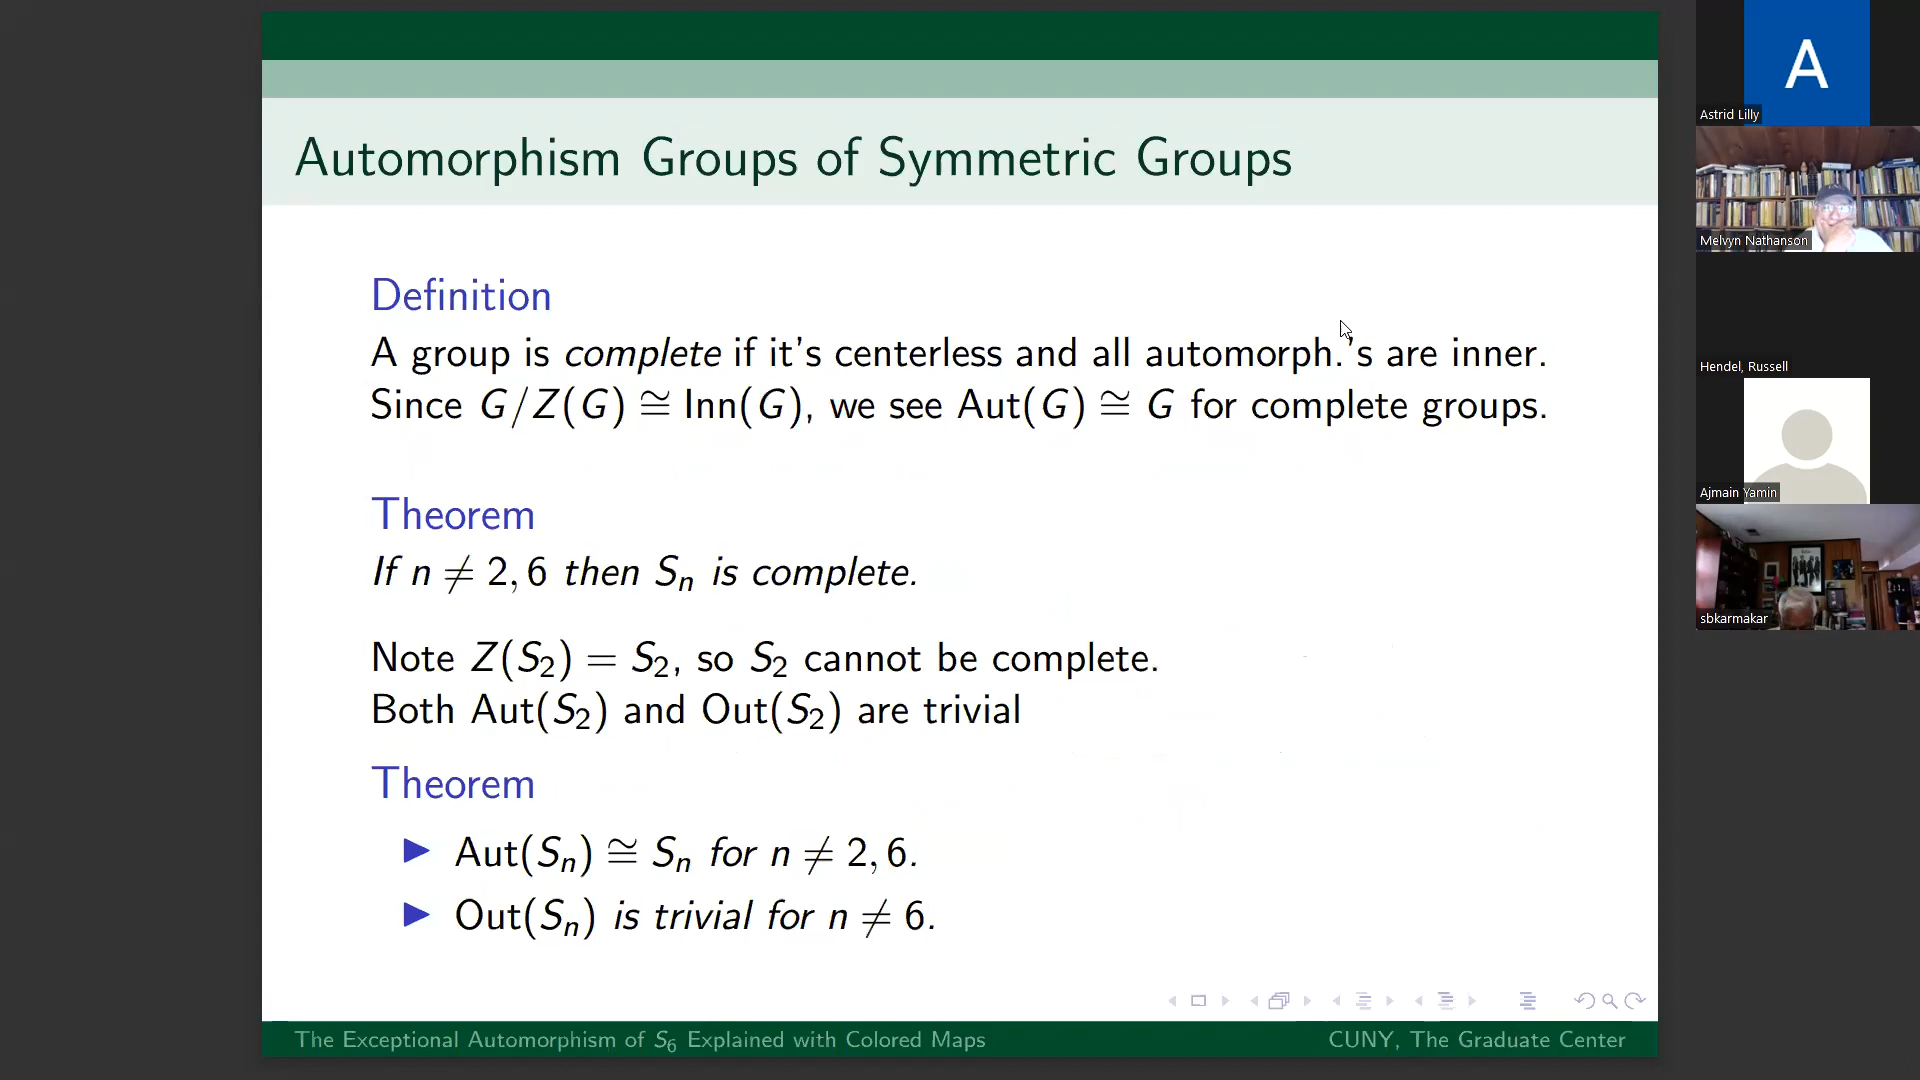 Automorphism Groups of Symmetric Groups
Definition
A group is complete if it's centerless and all automorph.'s are inner.
Since G/Z(G) ≅ Inn(G), we see Aut(G) ≅ G for complete groups.
Theorem
If n ≠ 2, 6 then Sₙ is complete.
Note Z(S₂) = S₂, so S₂ cannot be complete.
Both Aut(S₂) and Out(S₂) are trivial
Theorem
▶ Aut(Sₙ) ≅ Sₙ for n ≠ 2, 6.
▶ Out(Sₙ) is trivial for n ≠ 6.
The Exceptional Automorphism of S₆ Explained with Colored Maps
CUNY, The Graduate Center
A
Astrid Lilly
Melvyn Nathanson
Hendel, Russell
Ajmain Yamin
sbkarmakar